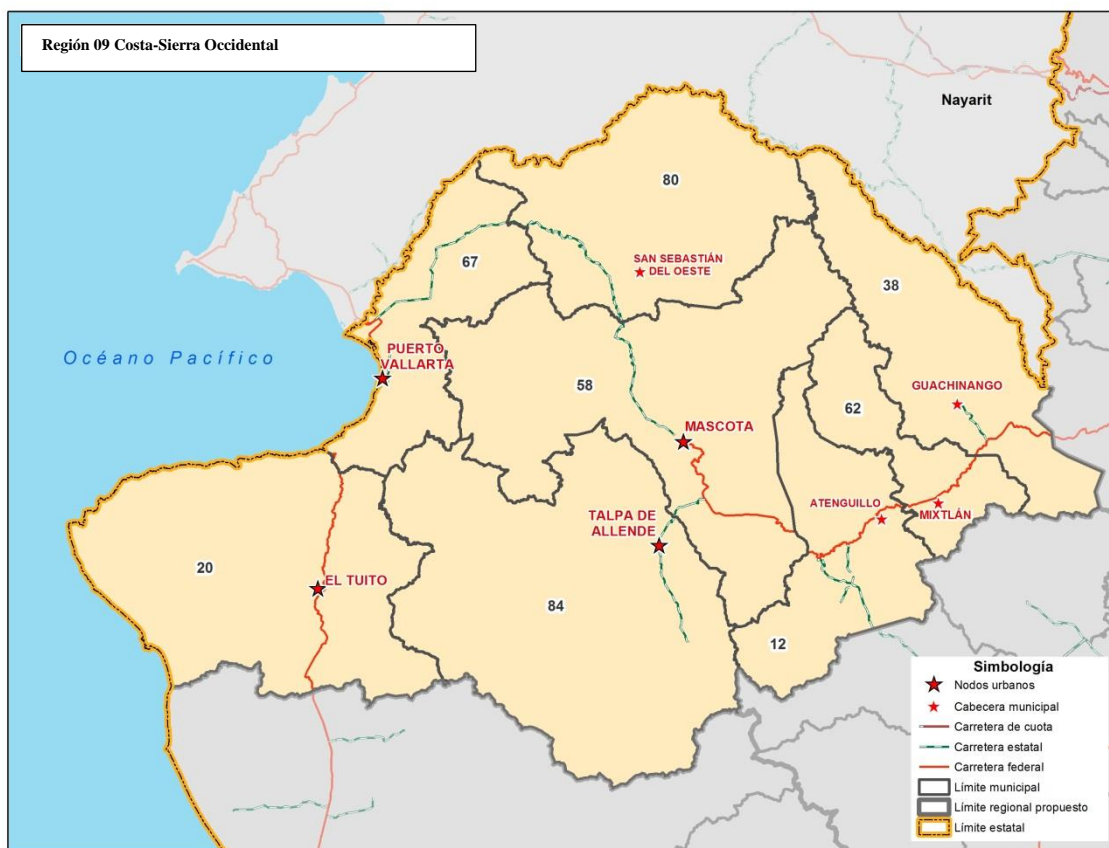 Región 09 Costa-Sierra Occidental
Nayarit
80
SAN SEBASTIÁN
DEL OESTE
67
38
Océano Pacífico
PUERTO
VALLARTA
58
GUACHINANGO
62
MASCOTA
ATENGUILLO
MIXTLÁN
TALPA DE
ALLENDE
20
EL TUITO
84
12
Simbología
Nodos urbanos
Cabecera municipal
Carretera de cuota
Carretera estatal
Carretera federal
Límite municipal
Límite regional propuesto
Límite estatal